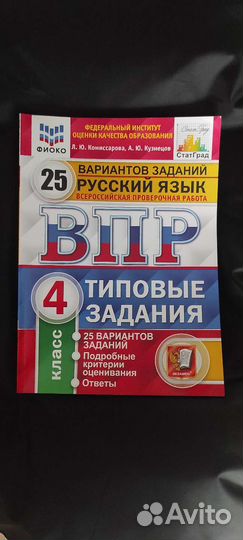 ФЕДЕРАЛЬНЫЙ ИНСТИТУТ
ОЦЕНКИ КАЧЕСТВА ОБРАЗОВАНИЯ
ФИОКО
Л. Ю. Комиссарова, А. Ю. Кузнецов
СтатГрад
25
ВАРИАНТОВ ЗАДАНИЙ
РУССКИЙ ЯЗЫК
ВСЕРОССИЙСКАЯ ПРОВЕРОЧНАЯ РАБОТА
ВПР
4
КЛАСС
ТИПОВЫЕ
ЗАДАНИЯ
25 ВАРИАНТОВ
ЗАДАНИЙ
Подробные
критерии
оценивания
Ответы
ЭКЗАМЕН
Avito